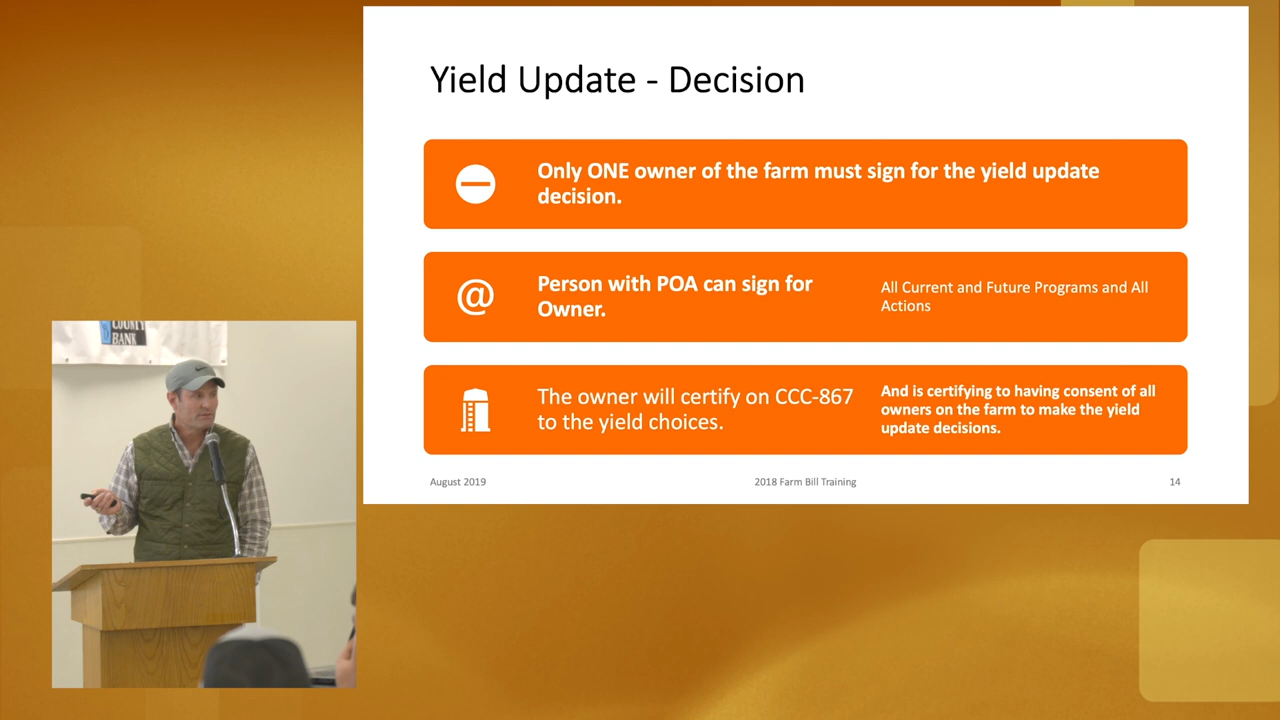 Yield Update - Decision
Only ONE owner of the farm must sign for the yield update
decision.
@
Person with POA can sign for
Owner.
All Current and Future Programs and All
Actions
The owner will certify on CCC-867
to the yield choices.
And is certifying to having consent of all
owners on the farm to make the yield
update decisions.
August 2019
2018 Farm Bill Training
14
COUNTY
BANK